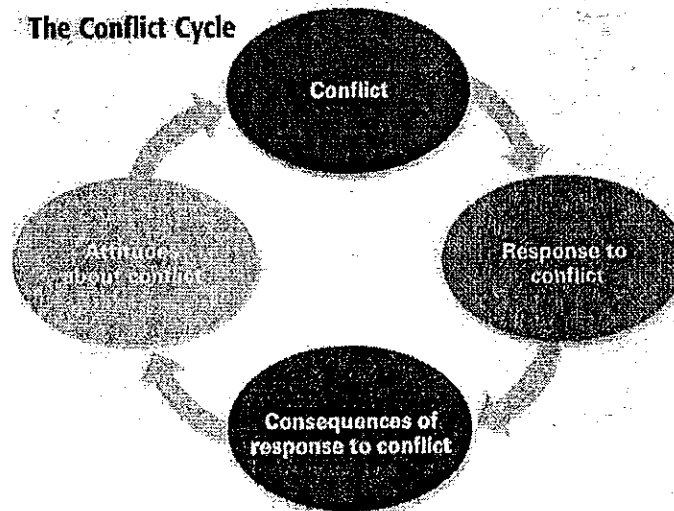 The Conflict Cycle
Conflict
Response to
conflict
Consequences of
response to conflict
Attitudes
about conflict